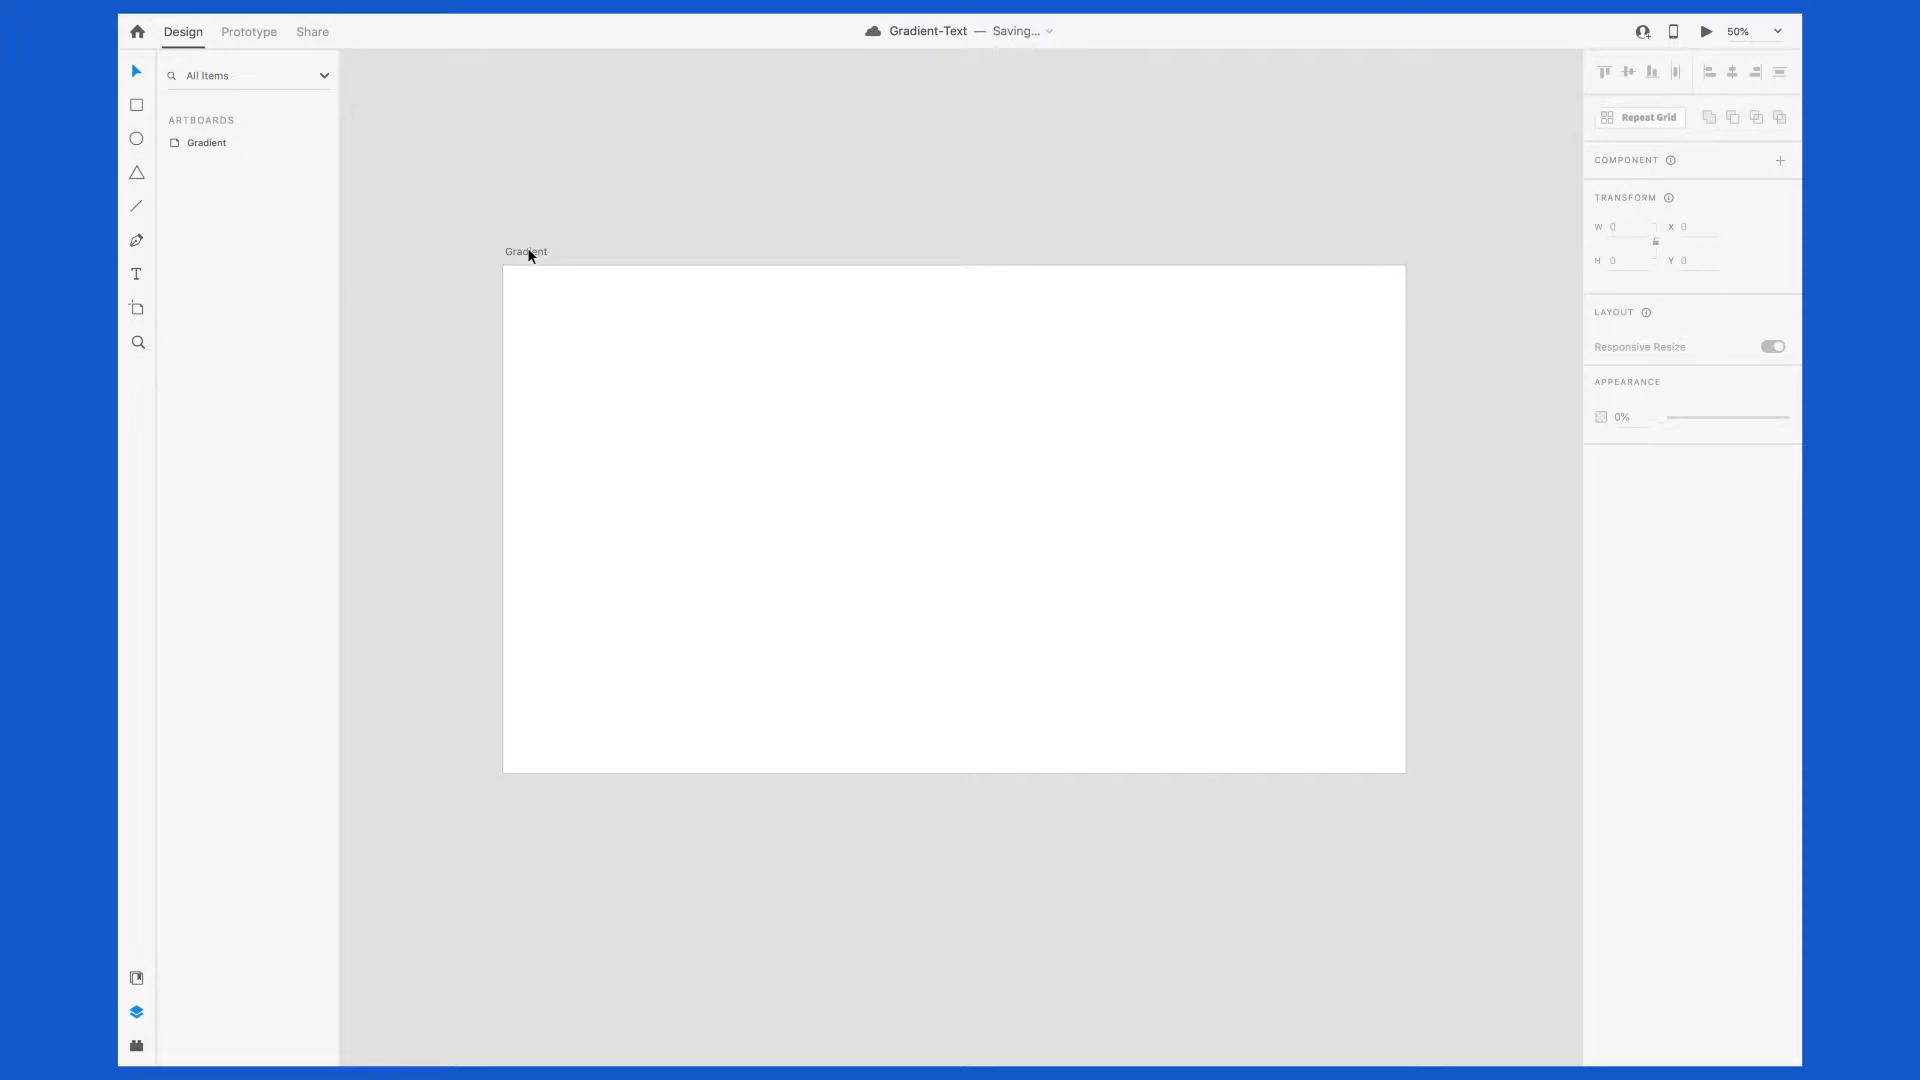 Design Prototype Share
Gradient-Text — Saving...
50%
All Items
ARTBOARDS
Gradient
Gradient
Repeat Grid
COMPONENT
TRANSFORM
W 0 X 0
H 0 Y 0
LAYOUT
Responsive Resize
APPEARANCE
0%